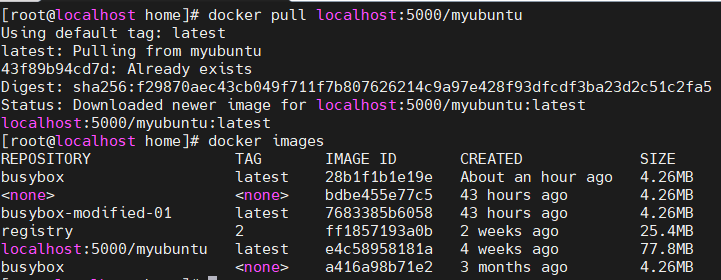 [root@localhost home]# docker pull localhost:5000/myubuntu
Using default tag: latest
latest: Pulling from myubuntu
43f89b94cd7d: Already exists
Digest: sha256:f29870aec43cb049f711f7b807626214c9a97e428f93dfcdf3ba23d2c51c2fa5
Status: Downloaded newer image for localhost:5000/myubuntu:latest
localhost:5000/myubuntu:latest
[root@localhost home]# docker images
REPOSITORY TAG IMAGE ID CREATED SIZE
busybox latest 28b1f1b1e19e About an hour ago 4.26MB
<none> <none> bdbe455e77c5 43 hours ago 4.26MB
busybox-modified-01 latest 7683385b6058 43 hours ago 4.26MB
registry 2 ff1857193a0b 2 weeks ago 25.4MB
localhost:5000/myubuntu latest e4c58958181a 4 weeks ago 77.8MB
busybox <none> a416a98b71e2 3 months ago 4.26MB
[root@localhost home]#